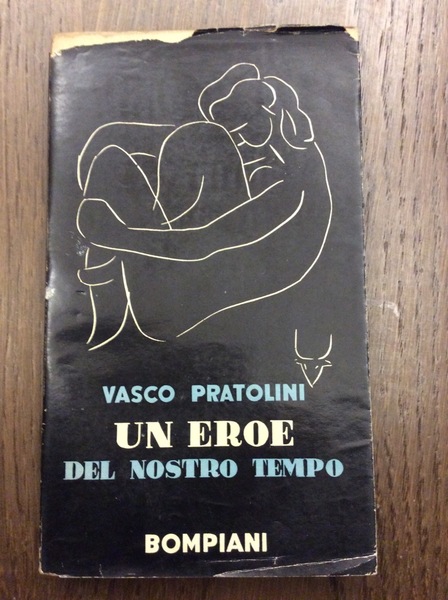 VASCO PRATOLINI
UN EROE
DEL NOSTRO TEMPO
BOMPIANI